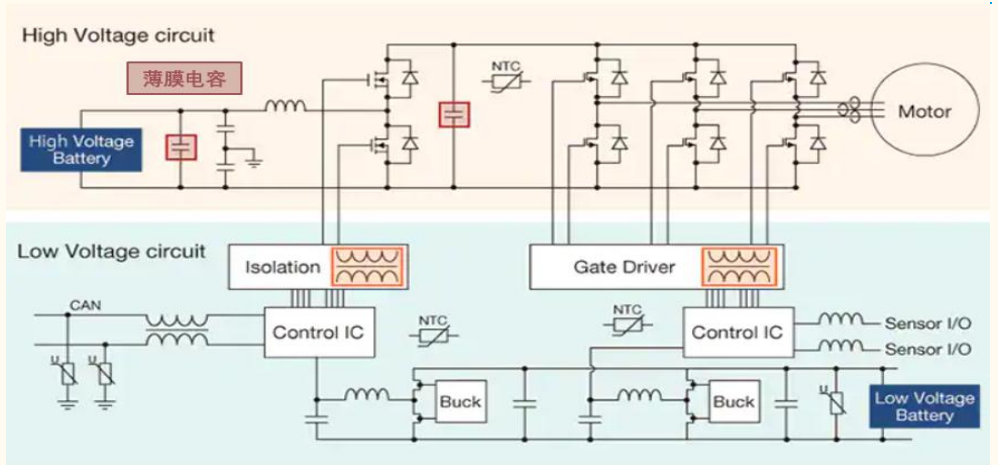 High Voltage circuit
薄膜电容
NTC
High Voltage
Battery
Motor
Low Voltage circuit
Isolation
Gate Driver
CAN
Control IC
NTC
NTC
Control IC
Sensor I/O
Sensor I/O
U
U
Buck
Buck
U
Low Voltage
Battery